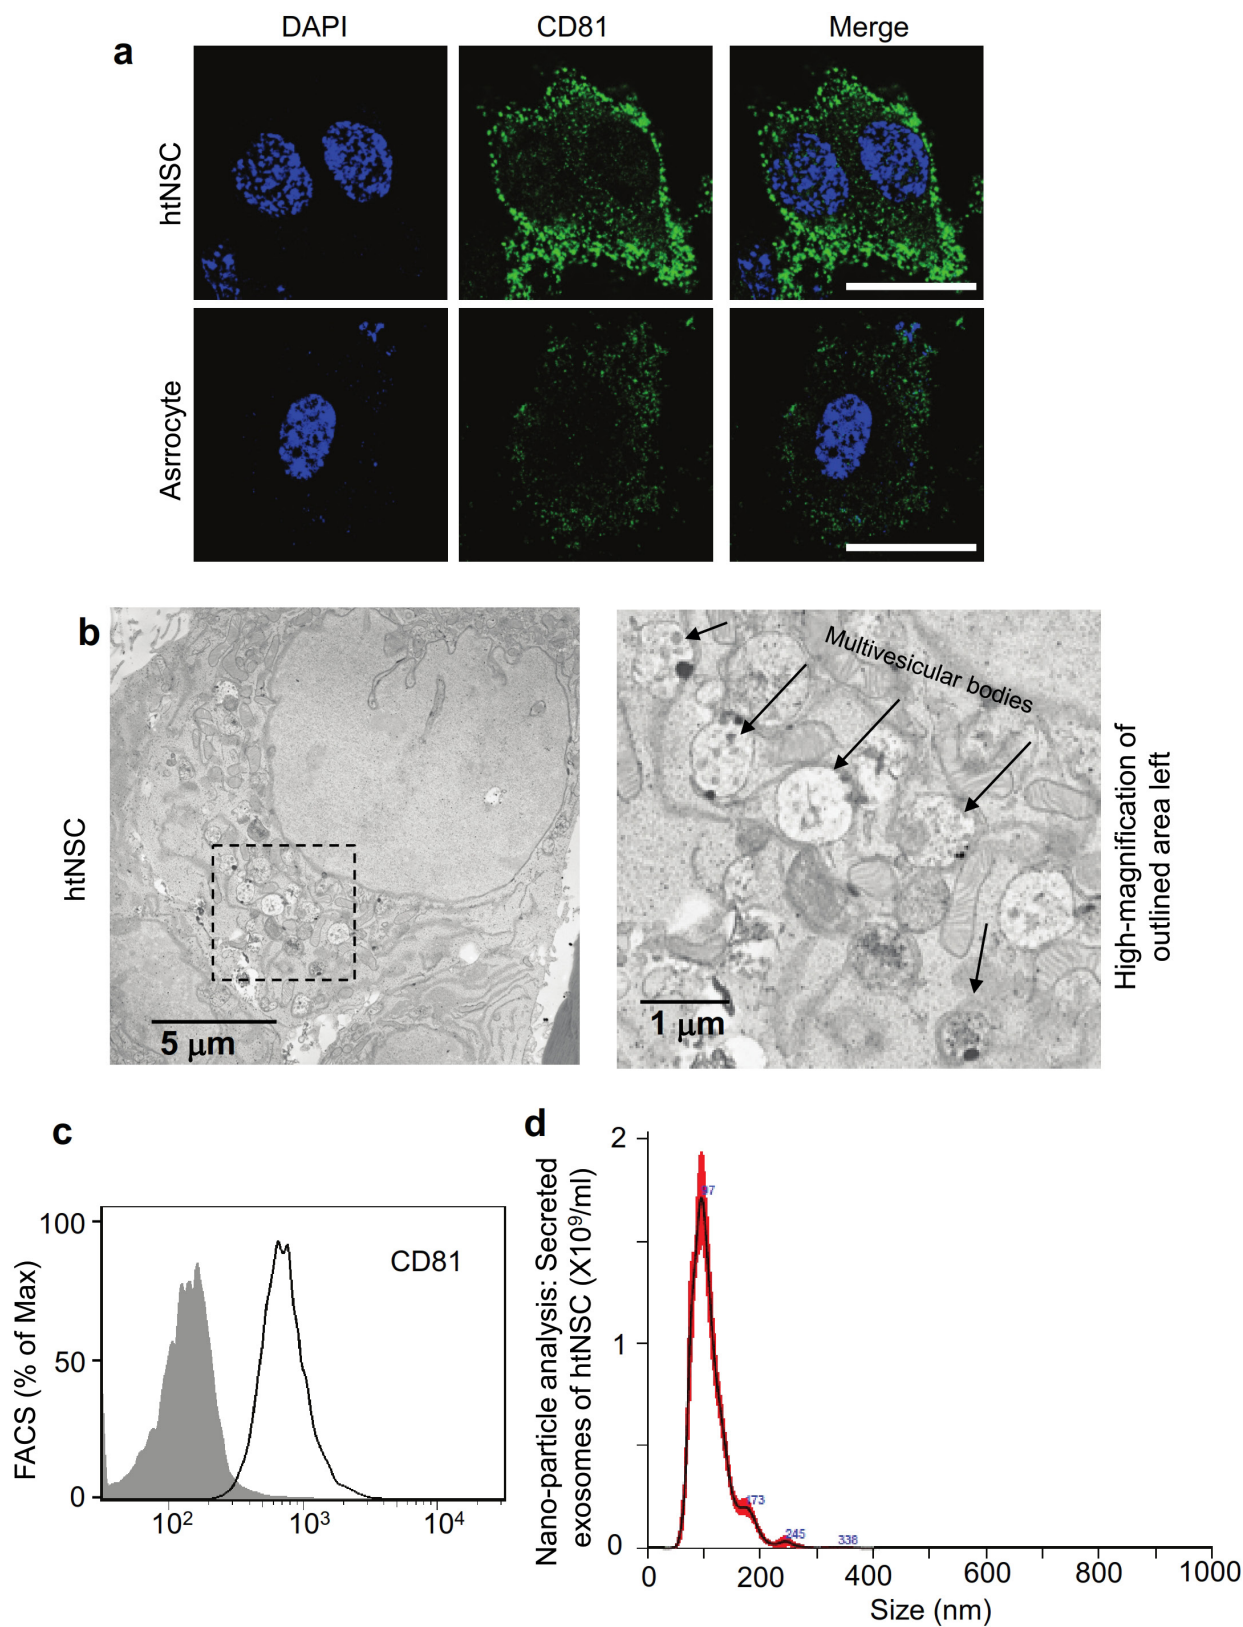 a
DAPI
CD81
Merge
htNSC
Asrrocyte
b
htNSC
5 μm
Multivesicular bodies
1 μm
High-magnification of
outlined area left
c
FACS (% of Max)
100
50
0
CD81
10²
10³
10⁴
d
Nano-particle analysis: Secreted
exosomes of htNSC (X10⁹/ml)
2
1
0
97
173
245
338
0
200
400
600
800
1000
Size (nm)